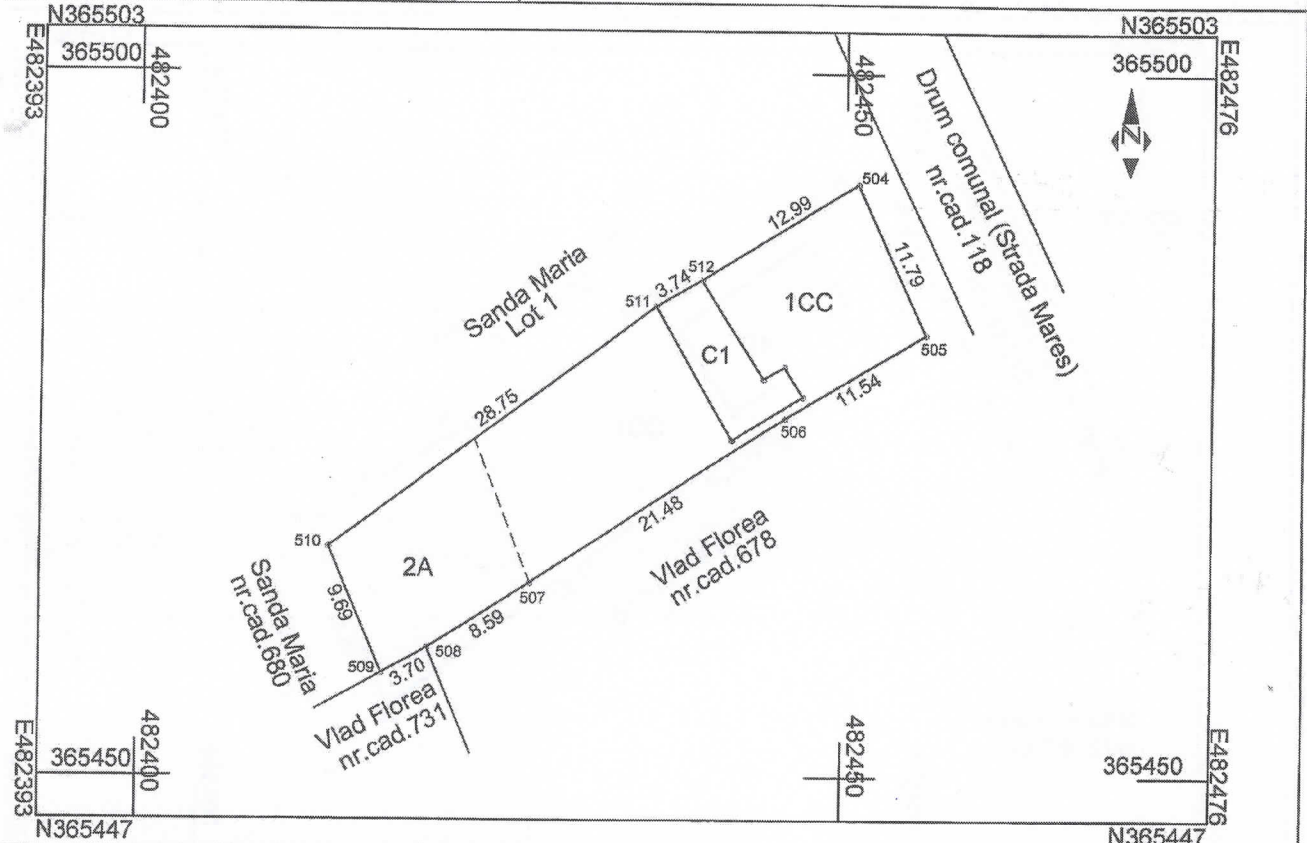 N365503
N365503
E482393
365500
482400
482450
365500
E482476
Drum comunal (Strada Mares)
nr.cad.118
N
504
12.99
11.79
512
3.74
511
1CC
Sanda Maria
Lot 1
C1
505
11.54
28.75
506
21.48
Vlad Florea
nr.cad.678
510
2A
9.69
Sanda Maria
nr.cad.680
507
8.59
508
509
3.70
Vlad Florea
nr.cad.731
E482393
365450
482400
482450
365450
E482476
N365447
N365447